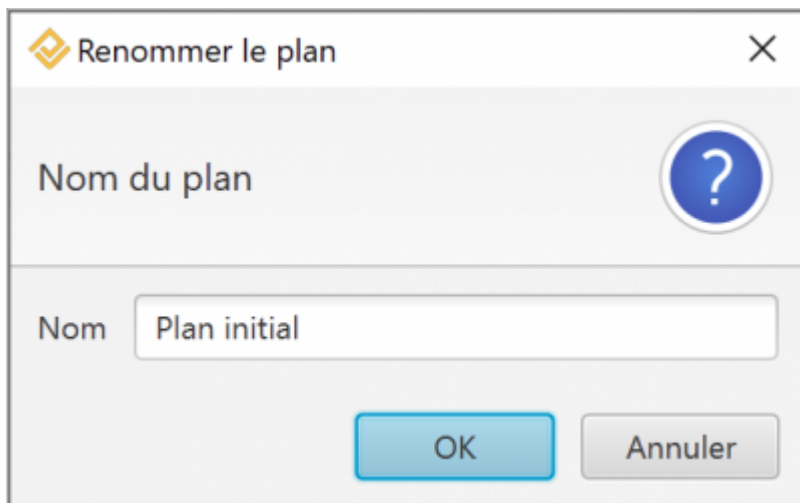 Renommer le plan
Nom du plan
?
Nom Plan initial
OK Annuler